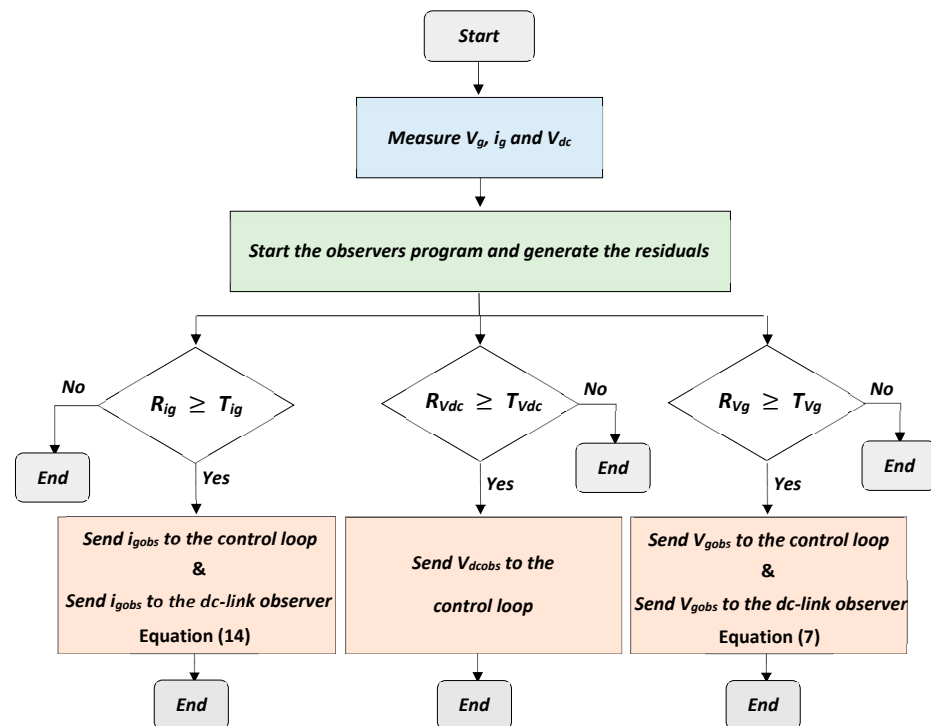 Start
Measure Vg, ig and Vdc
Start the observers program and generate the residuals
No
Rig ≥ Tig
End
Yes
RVdc ≥ TVdc
No
End
Yes
RVg ≥ TVg
No
End
Yes
Send igobs to the control loop
&
Send igobs to the dc-link observer
Equation (14)
Send Vdcobs to the
control loop
Send Vgobs to the control loop
&
Send Vgobs to the dc-link observer
Equation (7)
End
End
End